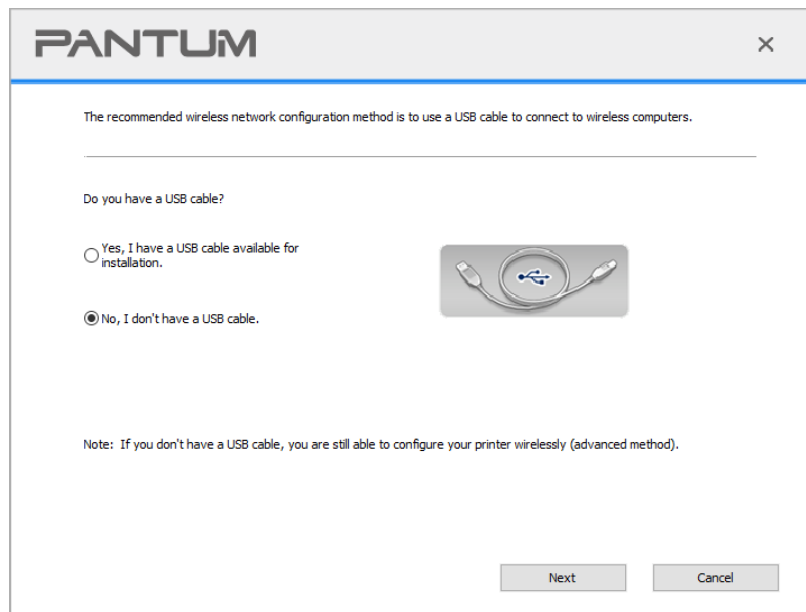 PANTUM
The recommended wireless network configuration method is to use a USB cable to connect to wireless computers.
Do you have a USB cable?
Yes, I have a USB cable available for
installation.
No, I don't have a USB cable.
Note:  If you don't have a USB cable, you are still able to configure your printer wirelessly (advanced method).
Next
Cancel